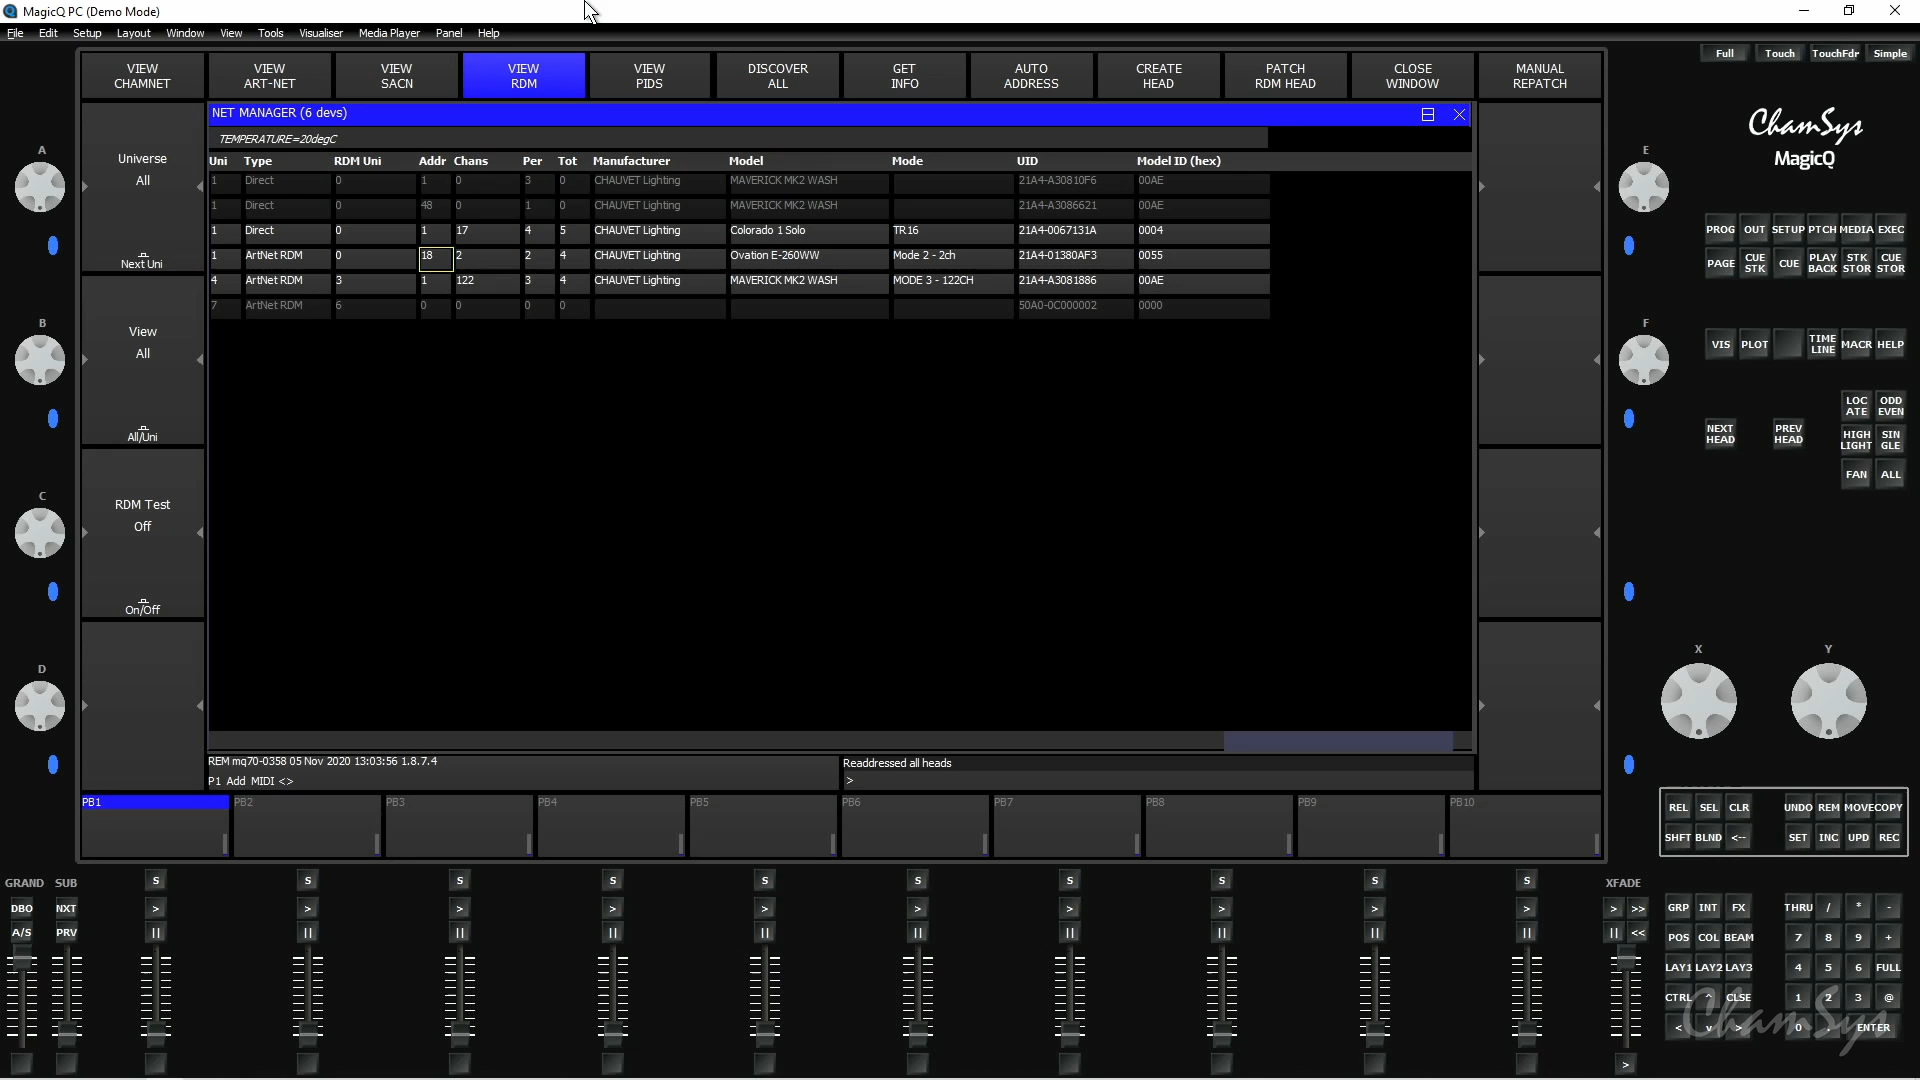 MagicQ PC (Demo Mode)
File Edit Setup Layout Window View Tools Visualiser Media Player Panel Help
Full Touch TouchFdr Simple
VIEW CHAMNET
VIEW ART-NET
VIEW SACN
VIEW RDM
VIEW PIDS
DISCOVER ALL
GET INFO
AUTO ADDRESS
CREATE HEAD
PATCH RDM HEAD
CLOSE WINDOW
MANUAL REPATCH
NET MANAGER (6 devs)
TEMPERATURE=20degC
Uni Type RDM Uni Addr Chans Per Tot Manufacturer Model Mode UID Model ID (hex)
1 Direct 0 1 0 3 0 CHAUVET Lighting MAVERICK MK2 WASH 21A4-A30810F6 00AE
1 Direct 0 48 0 1 0 CHAUVET Lighting MAVERICK MK2 WASH 21A4-A3086621 00AE
1 Direct 0 1 17 4 5 CHAUVET Lighting Colorado 1 Solo TR16 21A4-0067131A 0004
1 ArtNet RDM 0 18 2 2 4 CHAUVET Lighting Ovation E-260WW Mode 2 - 2ch 21A4-01380AF3 0055
4 ArtNet RDM 3 1 122 3 4 CHAUVET Lighting MAVERICK MK2 WASH MODE 3 - 122CH 21A4-A3081886 00AE
7 ArtNet RDM 6 0 0 0 0 50A0-0C000002 0000
A
Universe
All
Next Uni
B
View
All
All/Uni
C
RDM Test
Off
On/Off
D
E
F
ChamSys
MagicQ
PROG OUT SETUP PTCH MEDIA EXEC
PAGE CUE STK CUE PLAY BACK STK STOR CUE STOR
VIS PLOT TIME LINE MACR HELP
LOC ATE ODD EVEN
NEXT HEAD PREV HEAD HIGH LIGHT SIN GLE
FAN ALL
X Y
REM mq70-0358 05 Nov 2020 13:03:56 1.8.7.4
P1 Add MIDI <>
Readdressed all heads
>
PB1 PB2 PB3 PB4 PB5 PB6 PB7 PB8 PB9 PB10
REL SEL CLR UNDO REM MOVE COPY
SHFT BLND <-- SET INC UPD REC
GRAND SUB
S S S S S S S S S S
XFADE
DBO NXT
> > > > > > > > > > > >>
A/S PRV
|| || || || || || || || || || || <<
>
GRP INT FX THRU / * -
POS COL BEAM 7 8 9 +
LAY1 LAY2 LAY3 4 5 6 FULL
CTRL ^ CLSE 1 2 3 @
< v > 0 . ENTER
ChamSys